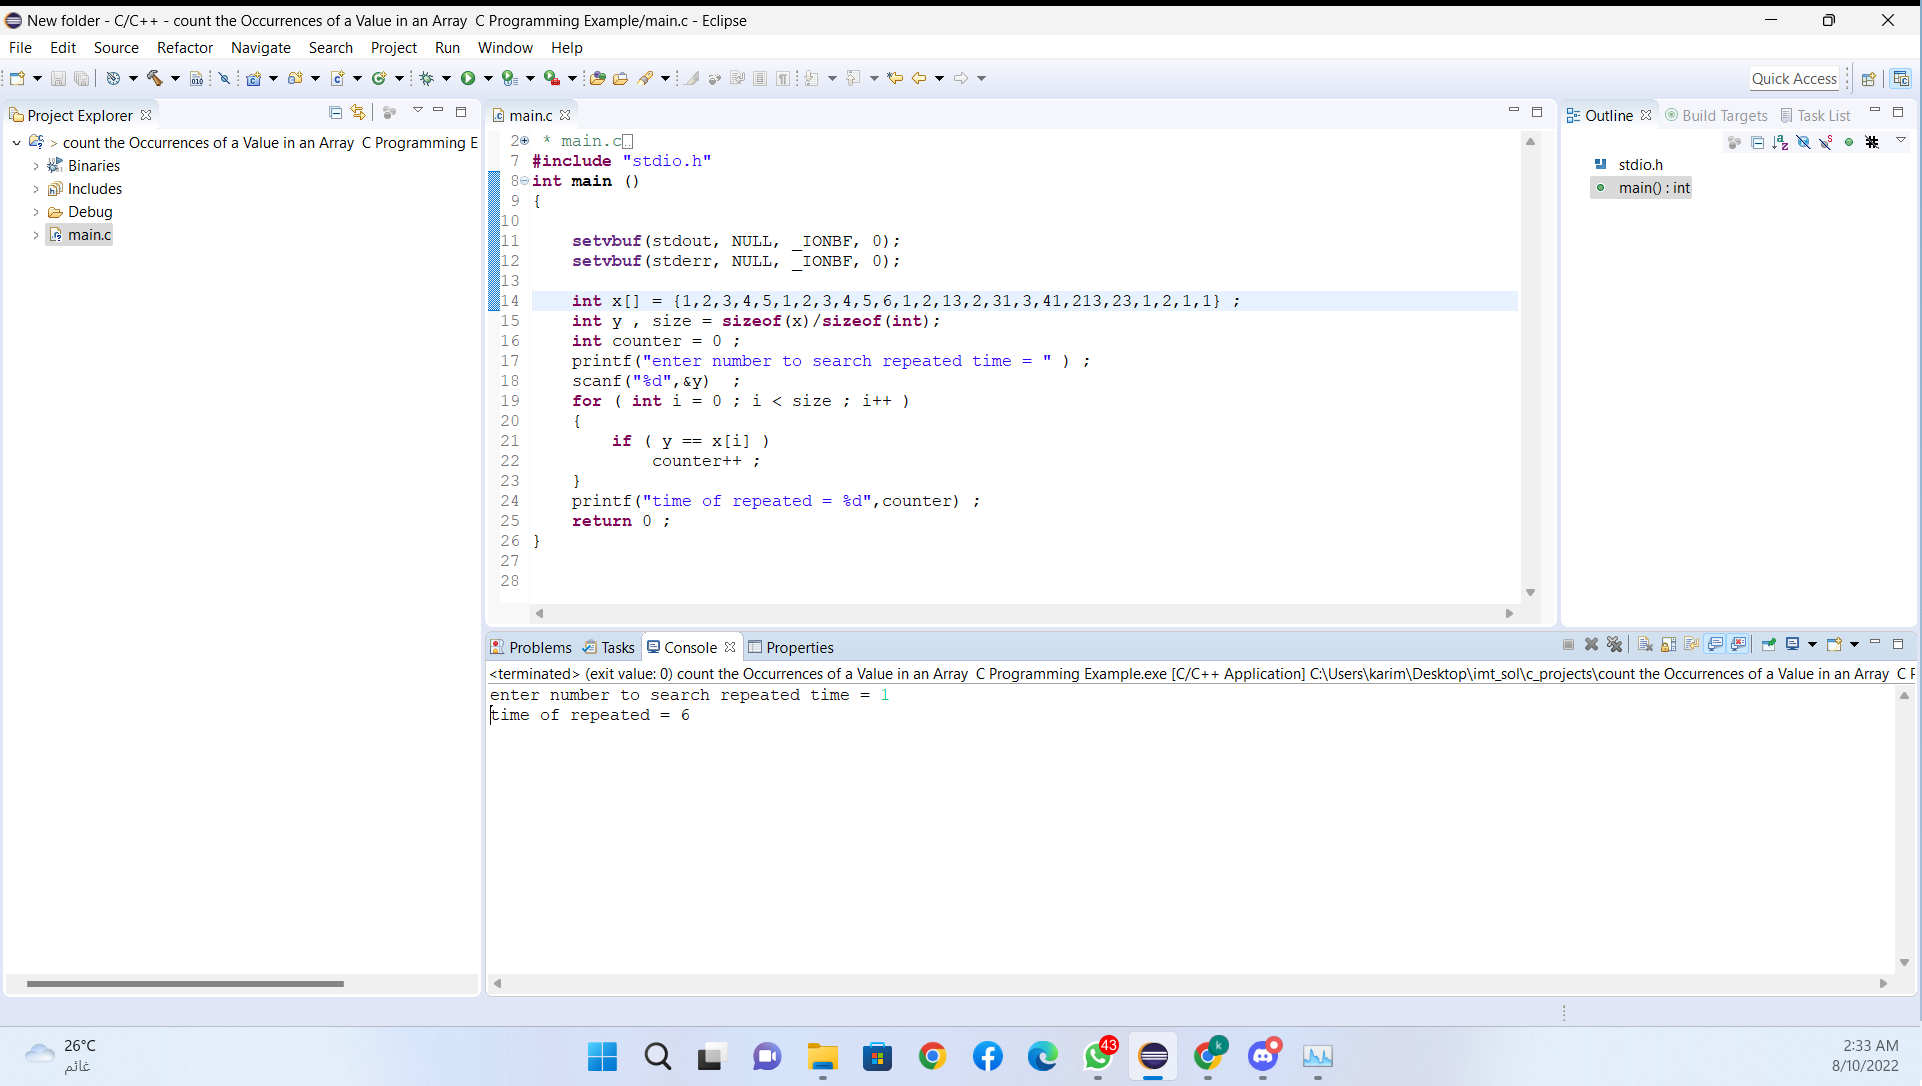 New folder - C/C++ - count the Occurrences of a Value in an Array  C Programming Example/main.c - Eclipse
File Edit Source Refactor Navigate Search Project Run Window Help
Quick Access
Project Explorer
> count the Occurrences of a Value in an Array  C Programming E
Binaries
Includes
Debug
main.c
main.c
2 * main.c
7 #include "stdio.h"
8 int main ()
9 {
10
11 setvbuf(stdout, NULL, _IONBF, 0);
12 setvbuf(stderr, NULL, _IONBF, 0);
13
14 int x[] = {1,2,3,4,5,1,2,3,4,5,6,1,2,13,2,31,3,41,213,23,1,2,1,1} ;
15 int y , size = sizeof(x)/sizeof(int);
16 int counter = 0 ;
17 printf("enter number to search repeated time = " ) ;
18 scanf("%d",&y)  ;
19 for ( int i = 0 ; i < size ; i++ )
20 {
21 if ( y == x[i] )
22 counter++ ;
23 }
24 printf("time of repeated = %d",counter) ;
25 return 0 ;
26 }
27
28
Outline Build Targets Task List
stdio.h
main() : int
Problems Tasks Console Properties
<terminated> (exit value: 0) count the Occurrences of a Value in an Array  C Programming Example.exe [C/C++ Application] C:\Users\karim\Desktop\imt_sol\c_projects\count the Occurrences of a Value in an Array  C P
enter number to search repeated time = 1
time of repeated = 6
26°C
غائم
43
k
2:33 AM
8/10/2022